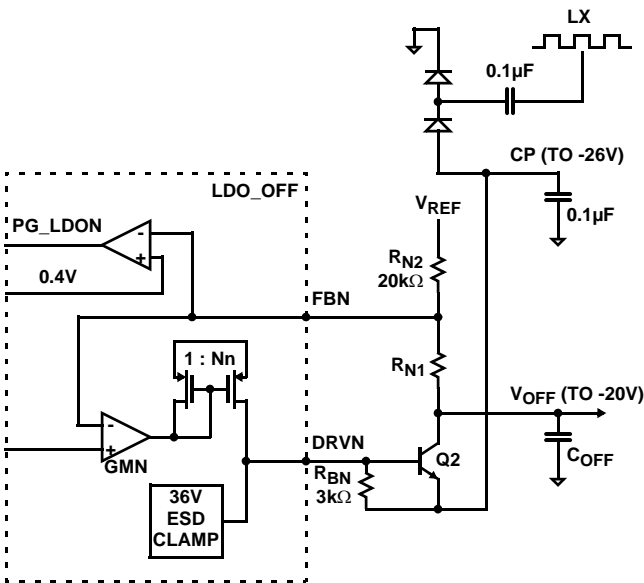 LX
0.1µF
CP (TO -26V)
0.1µF
LDO_OFF
PG_LDON
-
+
0.4V
VREF
RN2
20kΩ
FBN
RN1
1 : Nn
VOFF (TO -20V)
-
+
GMN
DRVN
Q2
COFF
RBN
3kΩ
36V
ESD
CLAMP